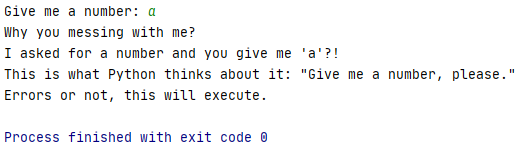 Give me a number: a
Why you messing with me?
I asked for a number and you give me 'a'?!
This is what Python thinks about it: "Give me a number, please."
Errors or not, this will execute.
Process finished with exit code 0